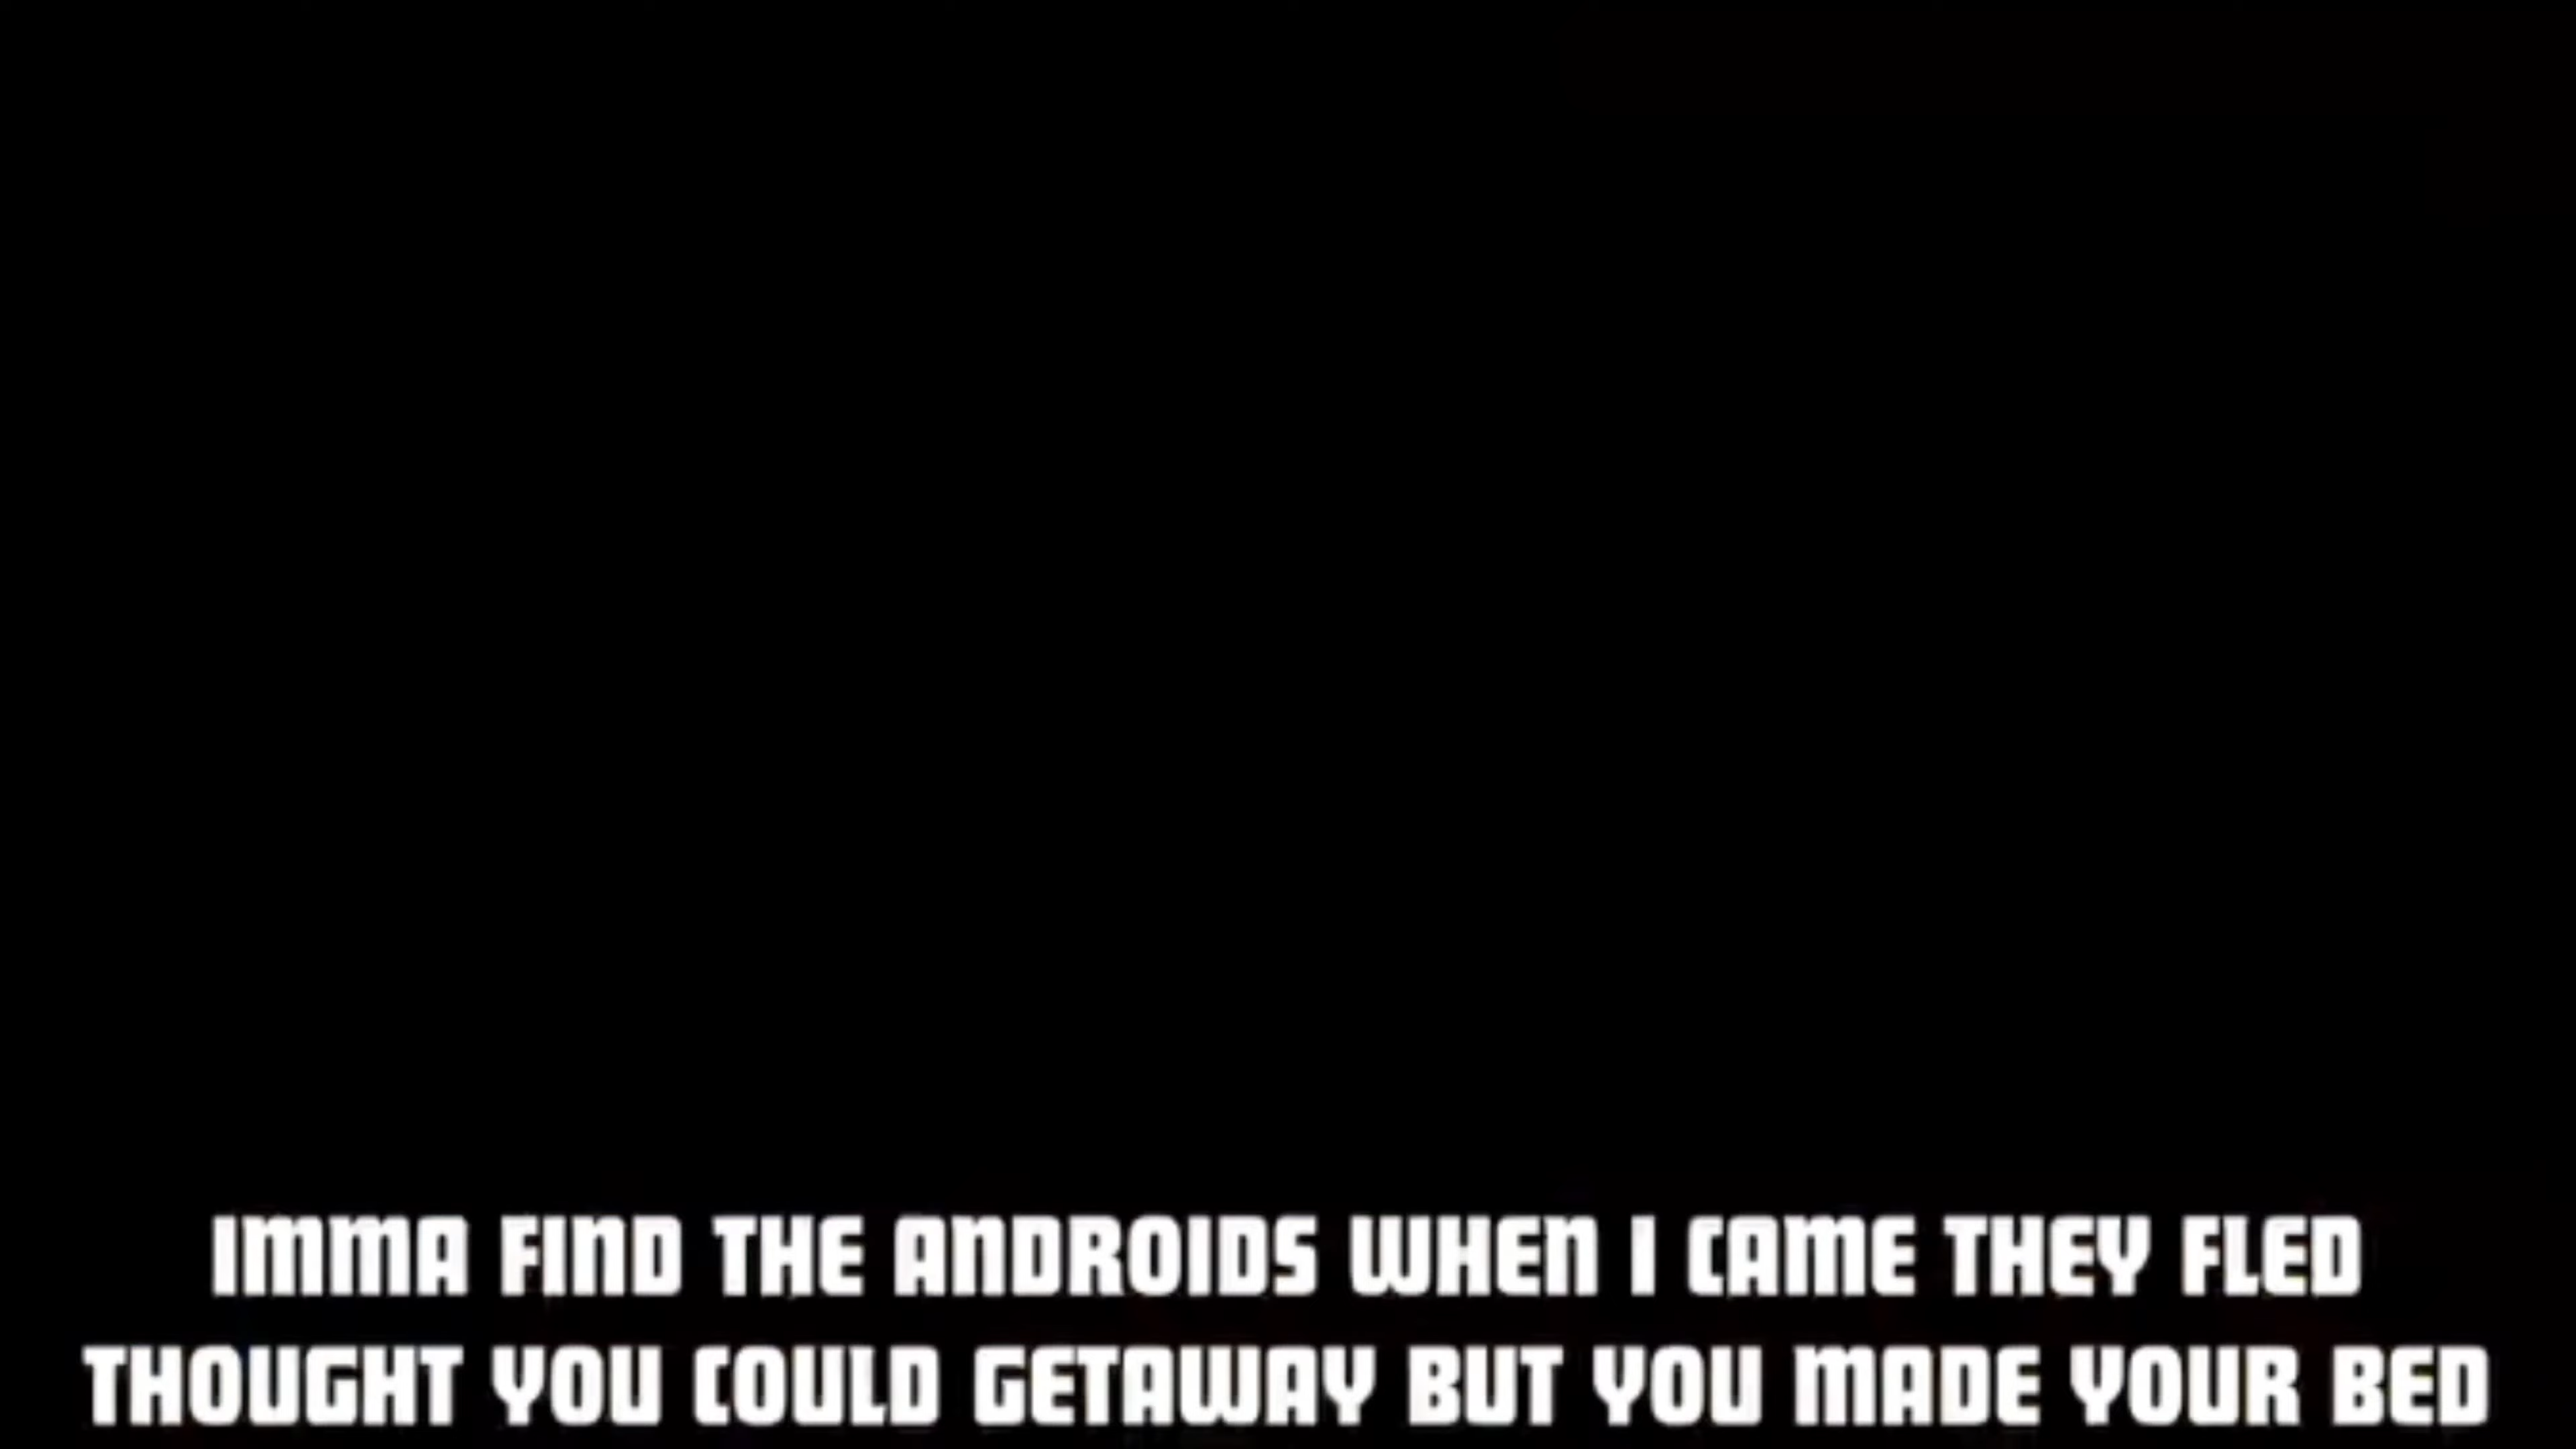 IMMA FIND THE ANDROIDS WHEN I CAME THEY FLED
THOUGHT YOU COULD GETAWAY BUT YOU MADE YOUR BED